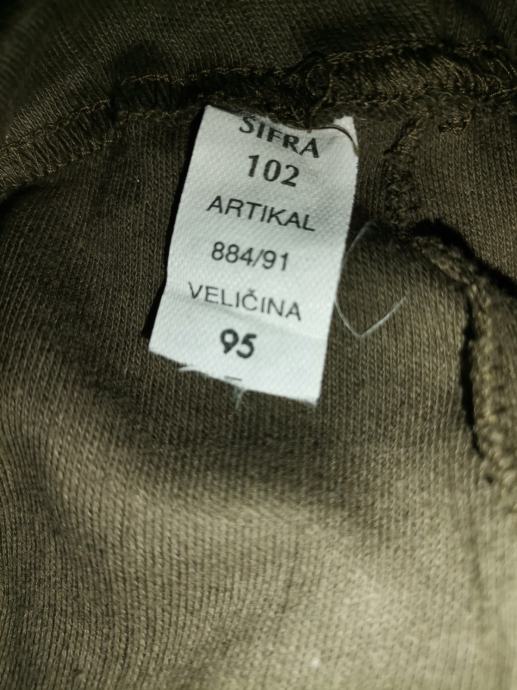 ŠIFRA
102
ARTIKAL
884/91
VELIČINA
95